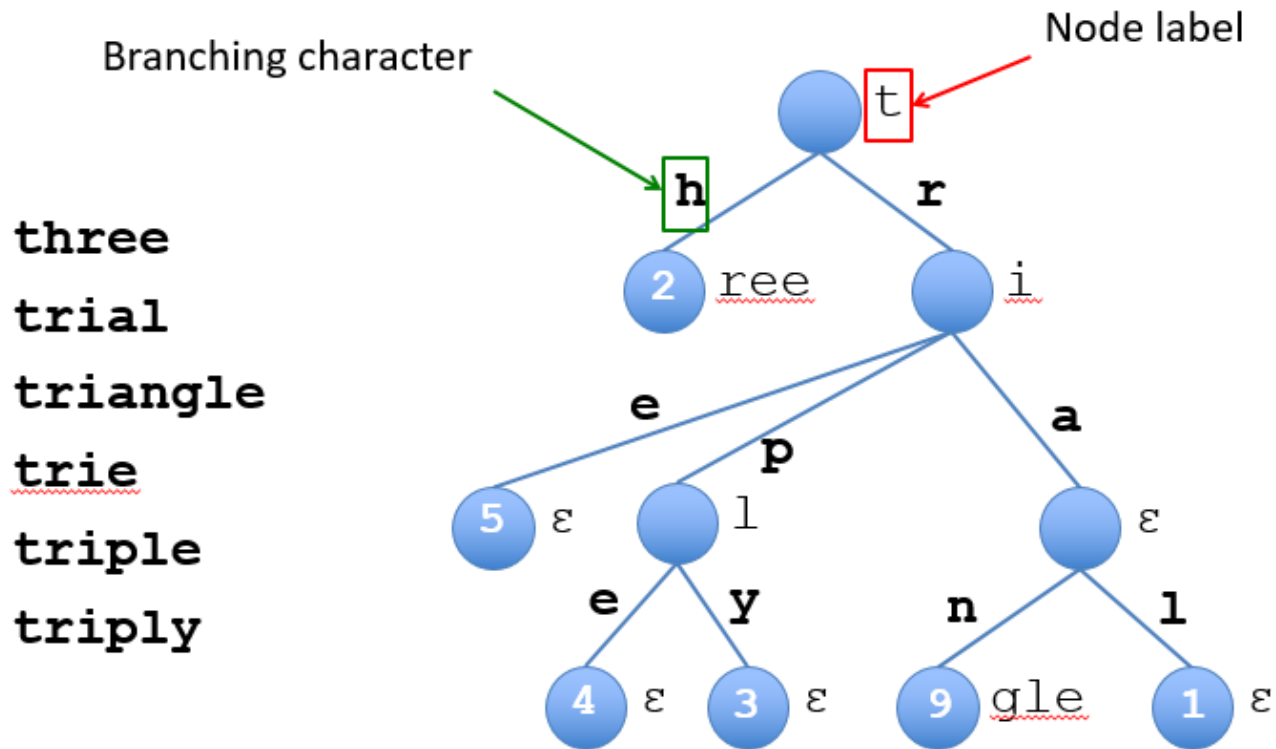 Node label
Branching character
t
h r
three
2 ree i
trial
triangle
e a
p
trie
5 ε l ε
triple
e y n l
triply
4 ε 3 ε 9 gle 1 ε